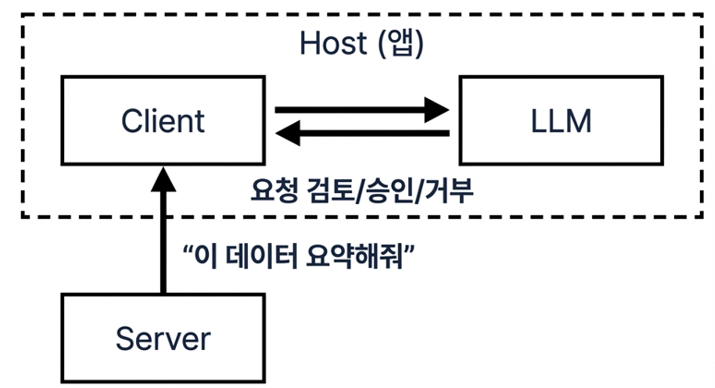 Host (앱)
Client
LLM
요청 검토/승인/거부
“이 데이터 요약해줘”
Server